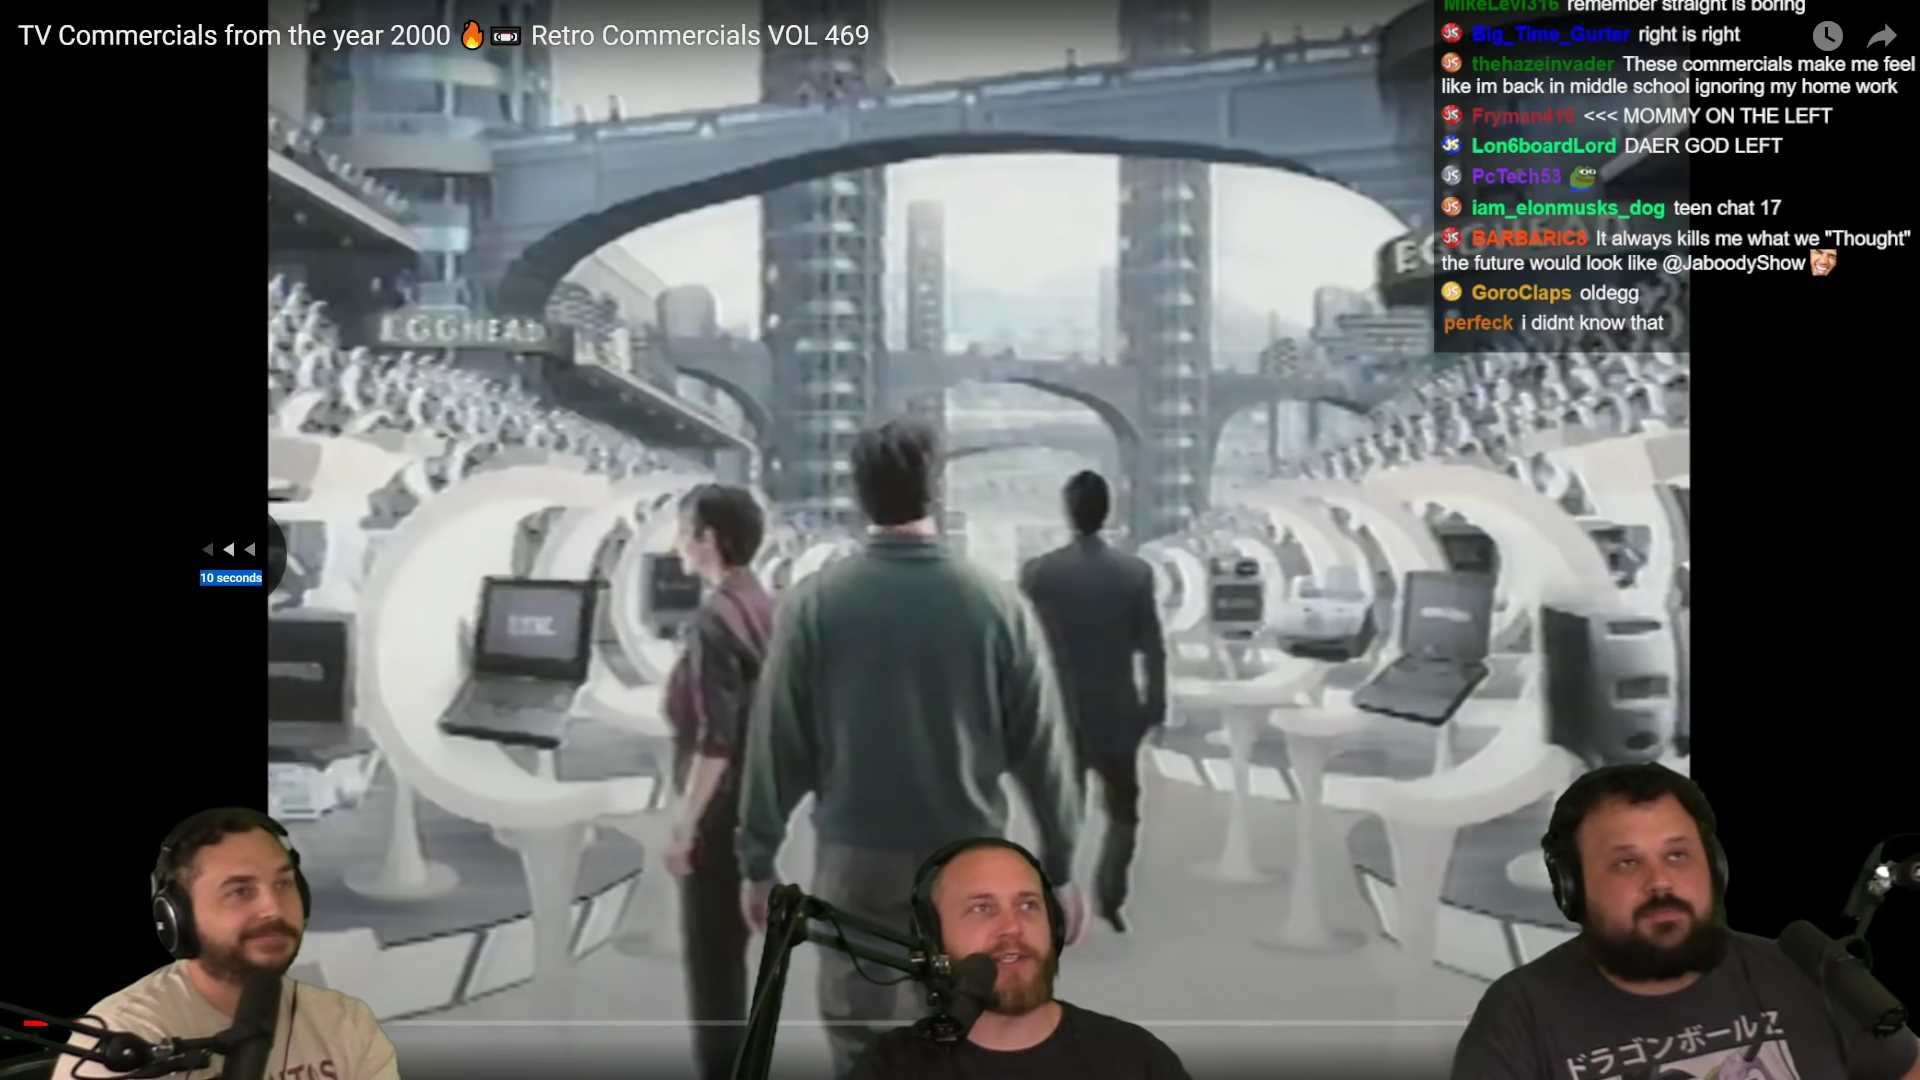 TV Commercials from the year 2000 🔥📼 Retro Commercials VOL 469
MikeLevi316 remember straight is boring
Big_Time_Gurter right is right
thehazeinvader These commercials make me feel
like im back in middle school ignoring my home work
Fryman416 <<< MOMMY ON THE LEFT
Lon6boardLord DAER GOD LEFT
PcTech53
iam_elonmusks_dog teen chat 17
BARBARIC8 It always kills me what we "Thought"
the future would look like @JaboodyShow
GoroClaps oldegg
perfeck i didnt know that
EGGHEAD
10 seconds
ドラゴンボールZ